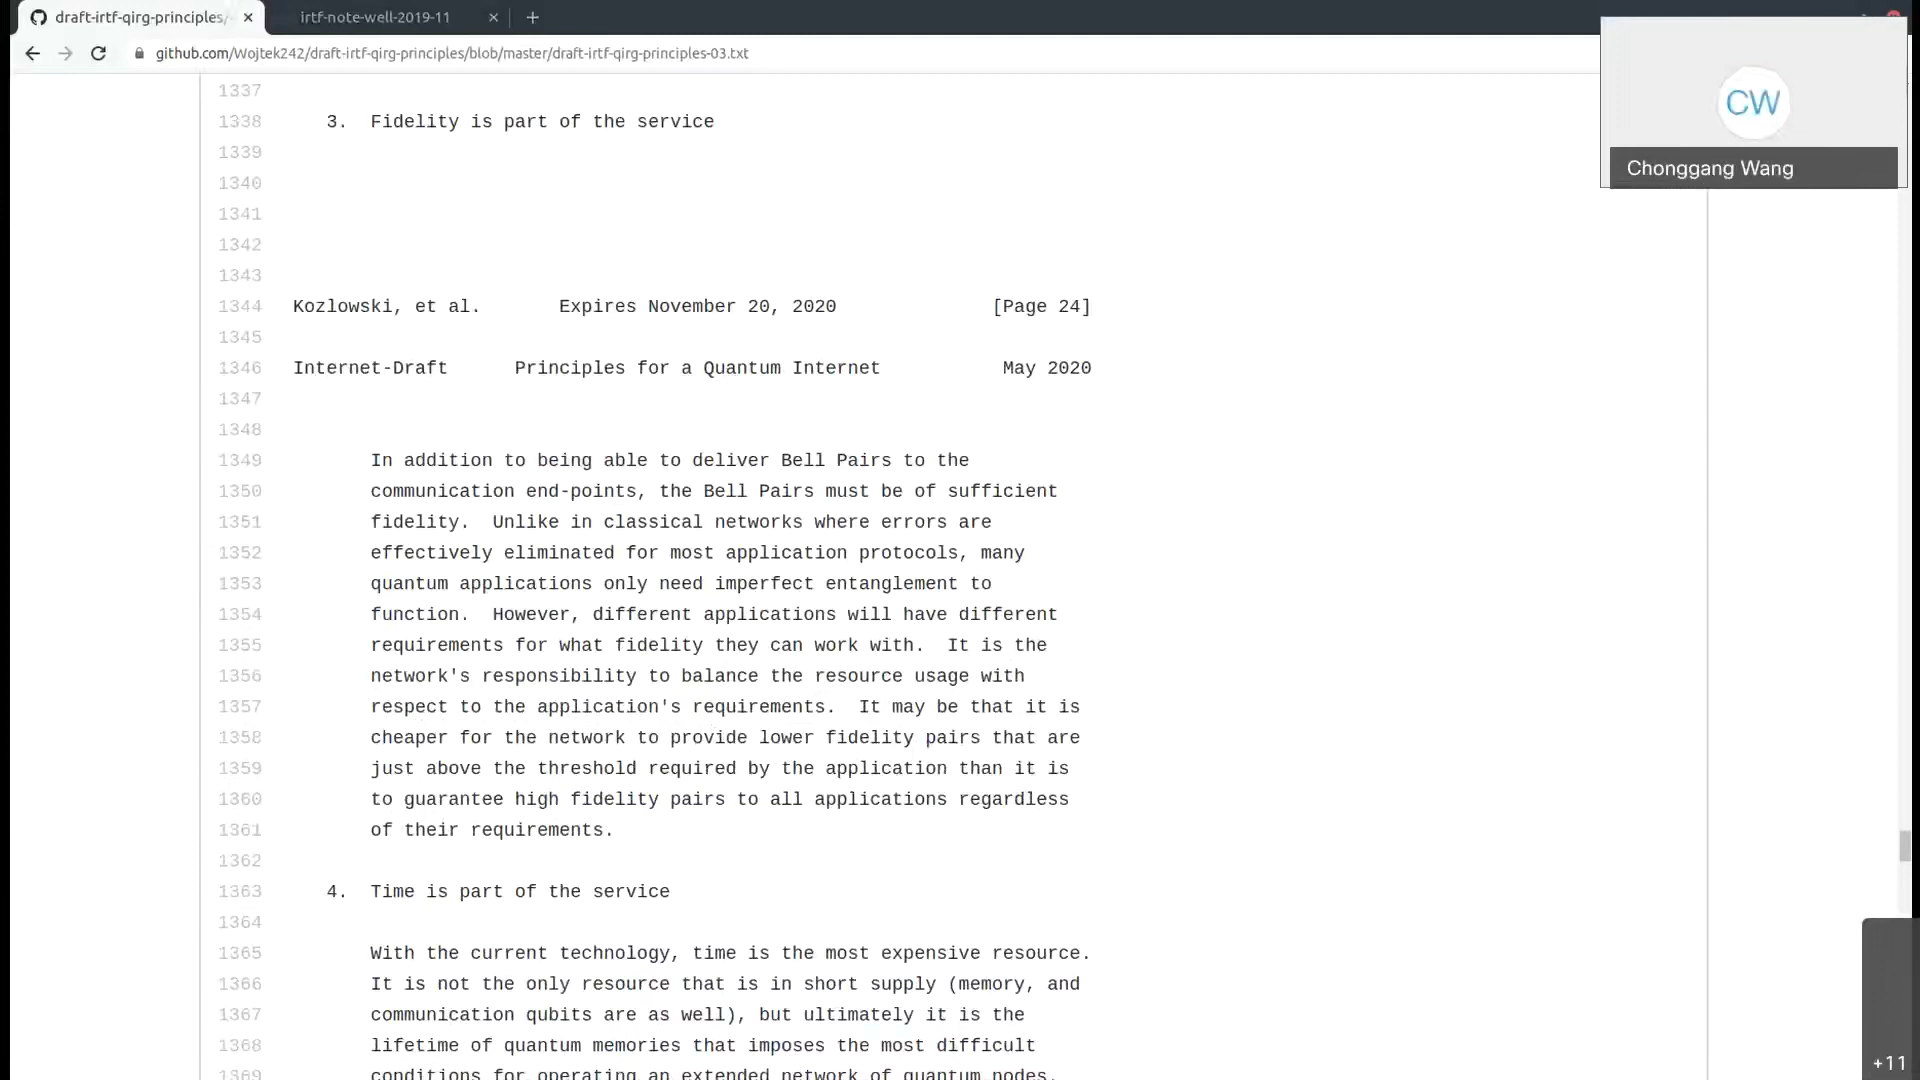 draft-irtf-qirg-principles/
irtf-note-well-2019-11
github.com/Wojtek242/draft-irtf-qirg-principles/blob/master/draft-irtf-qirg-principles-03.txt
CW
Chonggang Wang
1337
1338 3. Fidelity is part of the service
1339
1340
1341
1342
1343
1344 Kozlowski, et al. Expires November 20, 2020 [Page 24]
1345
1346 Internet-Draft Principles for a Quantum Internet May 2020
1347
1348
1349 In addition to being able to deliver Bell Pairs to the
1350 communication end-points, the Bell Pairs must be of sufficient
1351 fidelity. Unlike in classical networks where errors are
1352 effectively eliminated for most application protocols, many
1353 quantum applications only need imperfect entanglement to
1354 function. However, different applications will have different
1355 requirements for what fidelity they can work with. It is the
1356 network's responsibility to balance the resource usage with
1357 respect to the application's requirements. It may be that it is
1358 cheaper for the network to provide lower fidelity pairs that are
1359 just above the threshold required by the application than it is
1360 to guarantee high fidelity pairs to all applications regardless
1361 of their requirements.
1362
1363 4. Time is part of the service
1364
1365 With the current technology, time is the most expensive resource.
1366 It is not the only resource that is in short supply (memory, and
1367 communication qubits are as well), but ultimately it is the
1368 lifetime of quantum memories that imposes the most difficult
1369 conditions for operating an extended network of quantum nodes.
+11